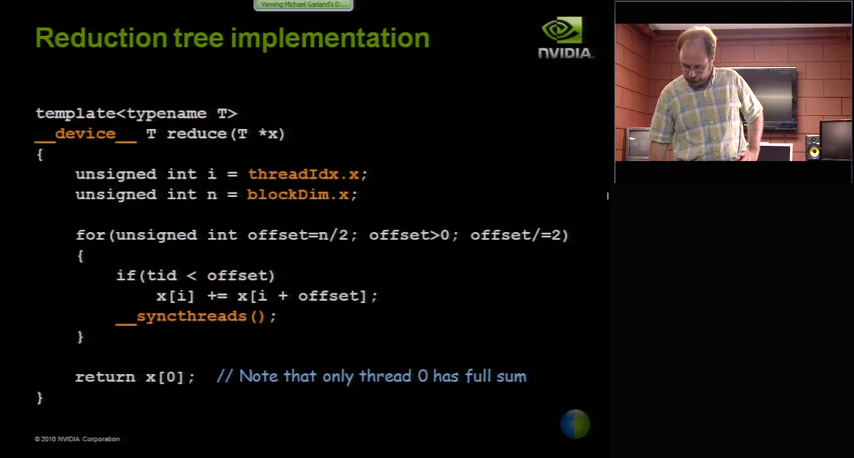 Viewing Michael Garland's D...
Reduction tree implementation
NVIDIA.
template<typename T>
__device__ T reduce(T *x)
{
unsigned int i = threadIdx.x;
unsigned int n = blockDim.x;
for(unsigned int offset=n/2; offset>0; offset/=2)
{
if(tid < offset)
x[i] += x[i + offset];
__syncthreads();
}
return x[0]; // Note that only thread 0 has full sum
}
© 2010 NVIDIA Corporation